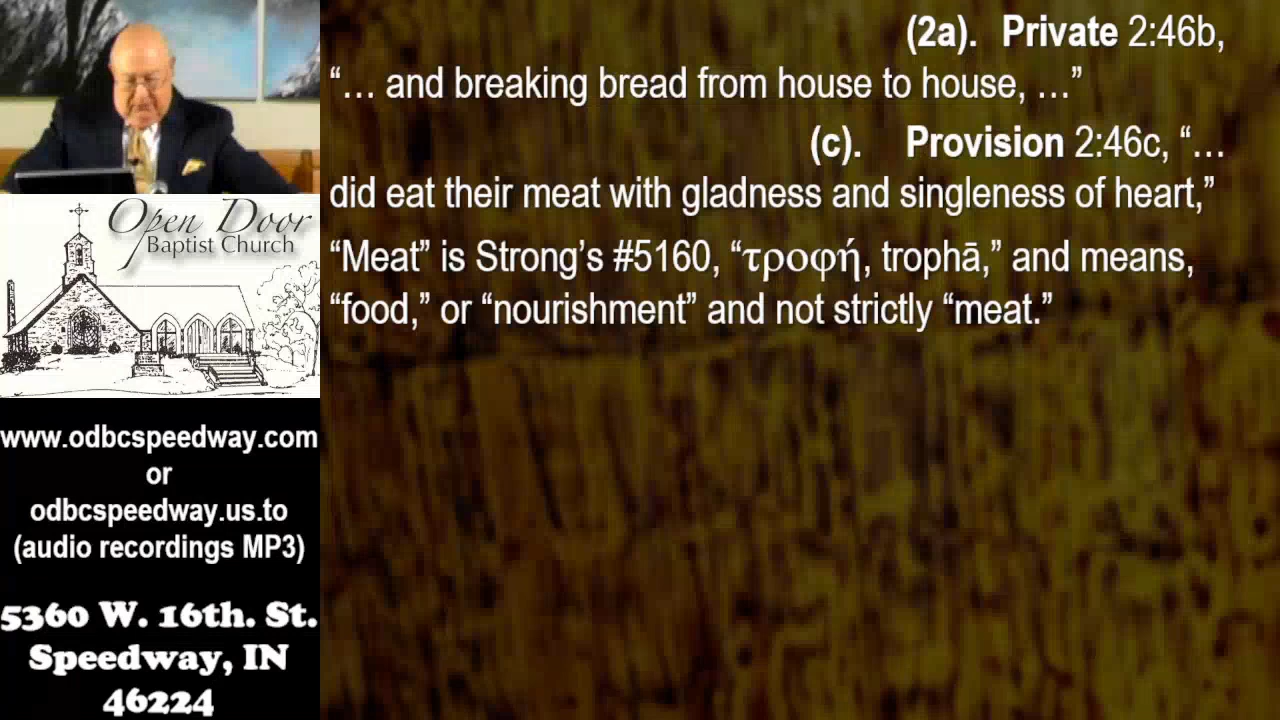 (2a). Private 2:46b,
“… and breaking bread from house to house, …”
(c). Provision 2:46c, “…
did eat their meat with gladness and singleness of heart,”
“Meat” is Strong’s #5160, “τροφή, trophā,” and means,
“food,” or “nourishment” and not strictly “meat.”
Open Door
Baptist Church
www.odbcspeedway.com
or
odbcspeedway.us.to
(audio recordings MP3)
5360 W. 16th. St.
Speedway, IN
46224